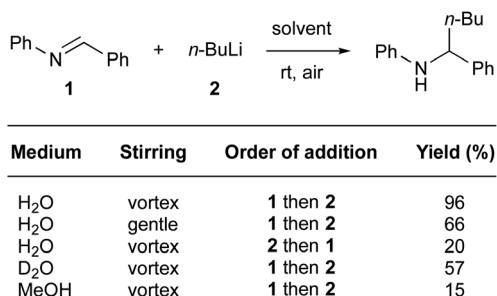 Ph N Ph + n-BuLi solvent rt, air Ph N H n-Bu Ph
1 2
Medium Stirring Order of addition Yield (%)
H₂O vortex 1 then 2 96
H₂O gentle 1 then 2 66
H₂O vortex 2 then 1 20
D₂O vortex 1 then 2 57
MeOH vortex 1 then 2 15